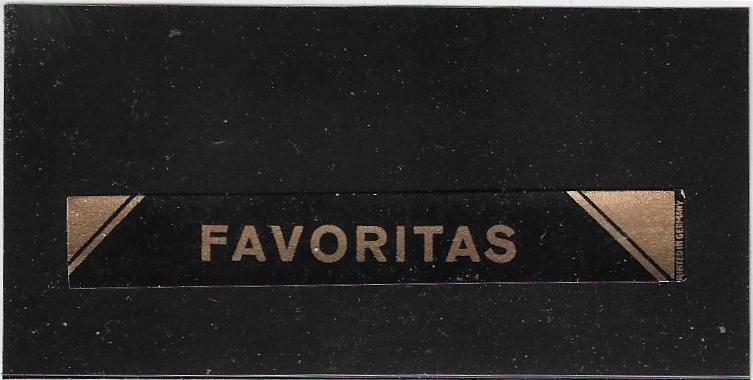 FAVORITAS
PRINTED IN GERMANY